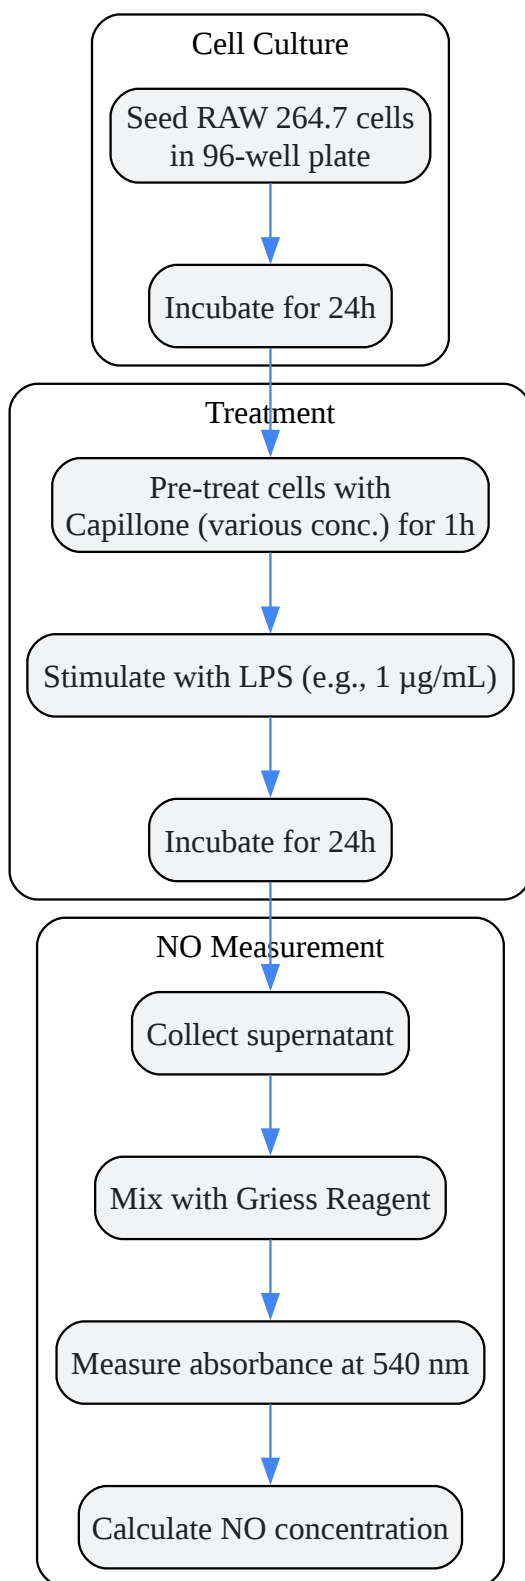 Cell Culture
Seed RAW 264.7 cells
in 96-well plate
Incubate for 24h
Treatment
Pre-treat cells with
Capillone (various conc.) for 1h
Stimulate with LPS (e.g., 1 µg/mL)
Incubate for 24h
NO Measurement
Collect supernatant
Mix with Griess Reagent
Measure absorbance at 540 nm
Calculate NO concentration